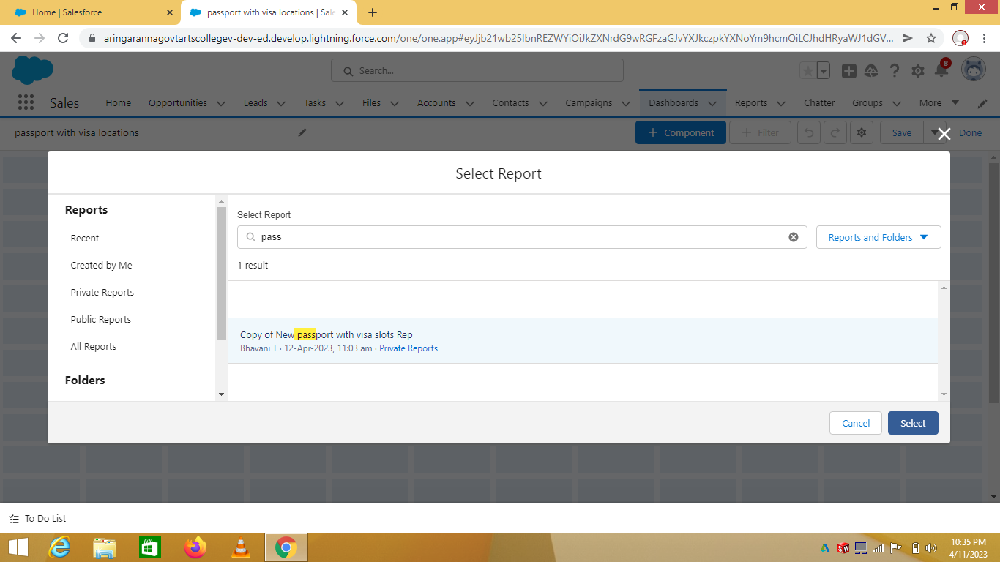 Home | Salesforce
passport with visa locations | Sale
aringarannagovtartscollegev-dev-ed.develop.lightning.force.com/one/one.app#eyJjb21wb25lbnREZWYiOiJkZXNrdG9wRGFzaGJvYXJkczpkYXNoYm9hcmQiLCJhdHRyaWJ1dGV...
Search...
8
Sales
Home
Opportunities
Leads
Tasks
Files
Accounts
Contacts
Campaigns
Dashboards
Reports
Chatter
Groups
More
passport with visa locations
+ Component
+ Filter
Save
Done
Select Report
Reports
Recent
Created by Me
Private Reports
Public Reports
All Reports
Folders
Select Report
pass
Reports and Folders
1 result
Copy of New passport with visa slots Rep
Bhavani T · 12-Apr-2023, 11:03 am · Private Reports
Cancel
Select
To Do List
10:35 PM
4/11/2023